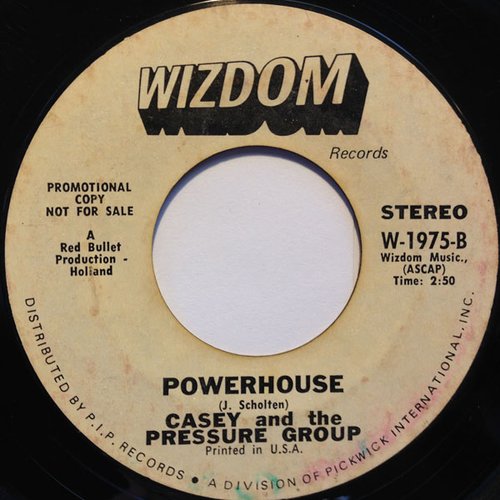 WIZDOM
Records
PROMOTIONAL
COPY
NOT FOR SALE
A
Red Bullet
Production -
Holland
STEREO
W-1975-B
Wizdom Music.,
(ASCAP)
Time: 2:50
POWERHOUSE
(J. Scholten)
CASEY and the
PRESSURE GROUP
Printed in U.S.A.
DISTRIBUTED BY P.I.P. RECORDS • A DIVISION OF PICKWICK INTERNATIONAL, INC.